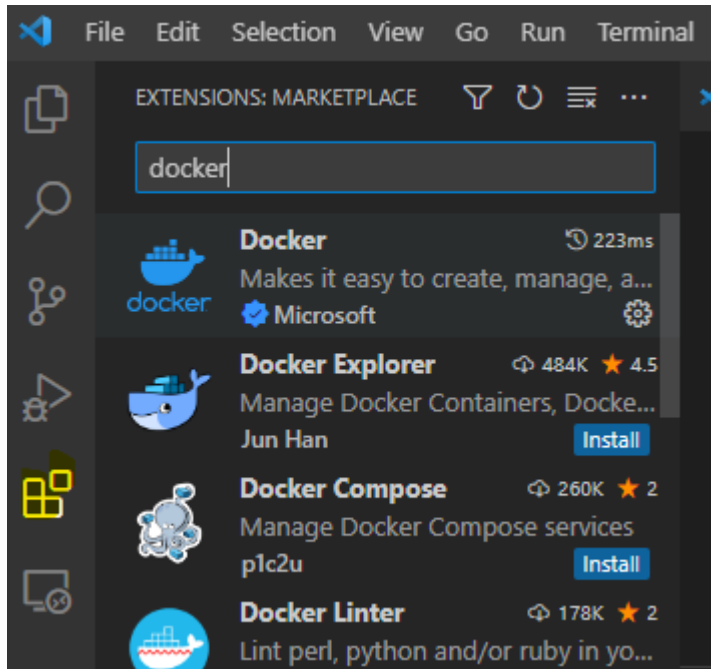 File Edit Selection View Go Run Terminal
EXTENSIONS: MARKETPLACE
docker
Docker 223ms
Makes it easy to create, manage, a...
docker
Microsoft
Docker Explorer 484K 4.5
Manage Docker Containers, Docke...
Jun Han Install
Docker Compose 260K 2
Manage Docker Compose services
p1c2u Install
Docker Linter 178K 2
Lint perl, python and/or ruby in yo...